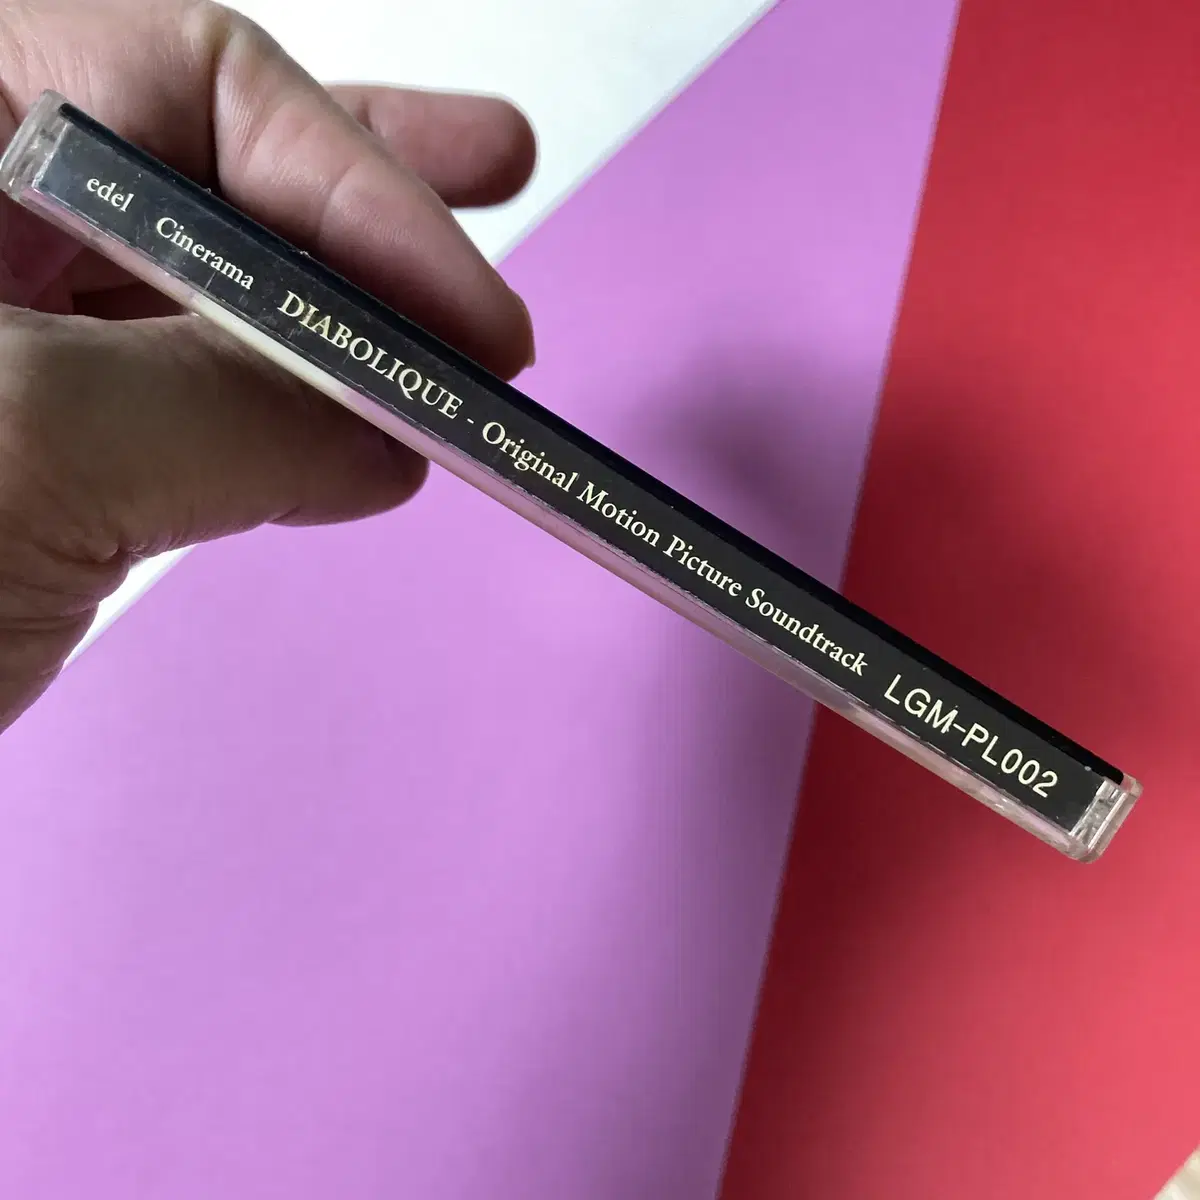 edel Cinerama DIABOLIQUE - Original Motion Picture Soundtrack LGM-PL002